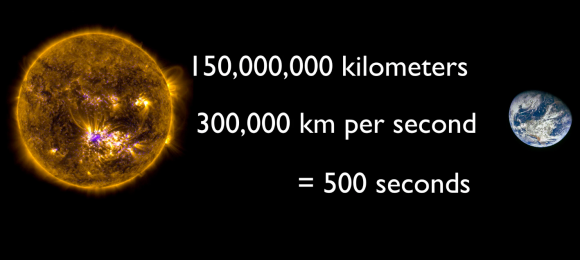 150,000,000 kilometers
300,000 km per second
= 500 seconds